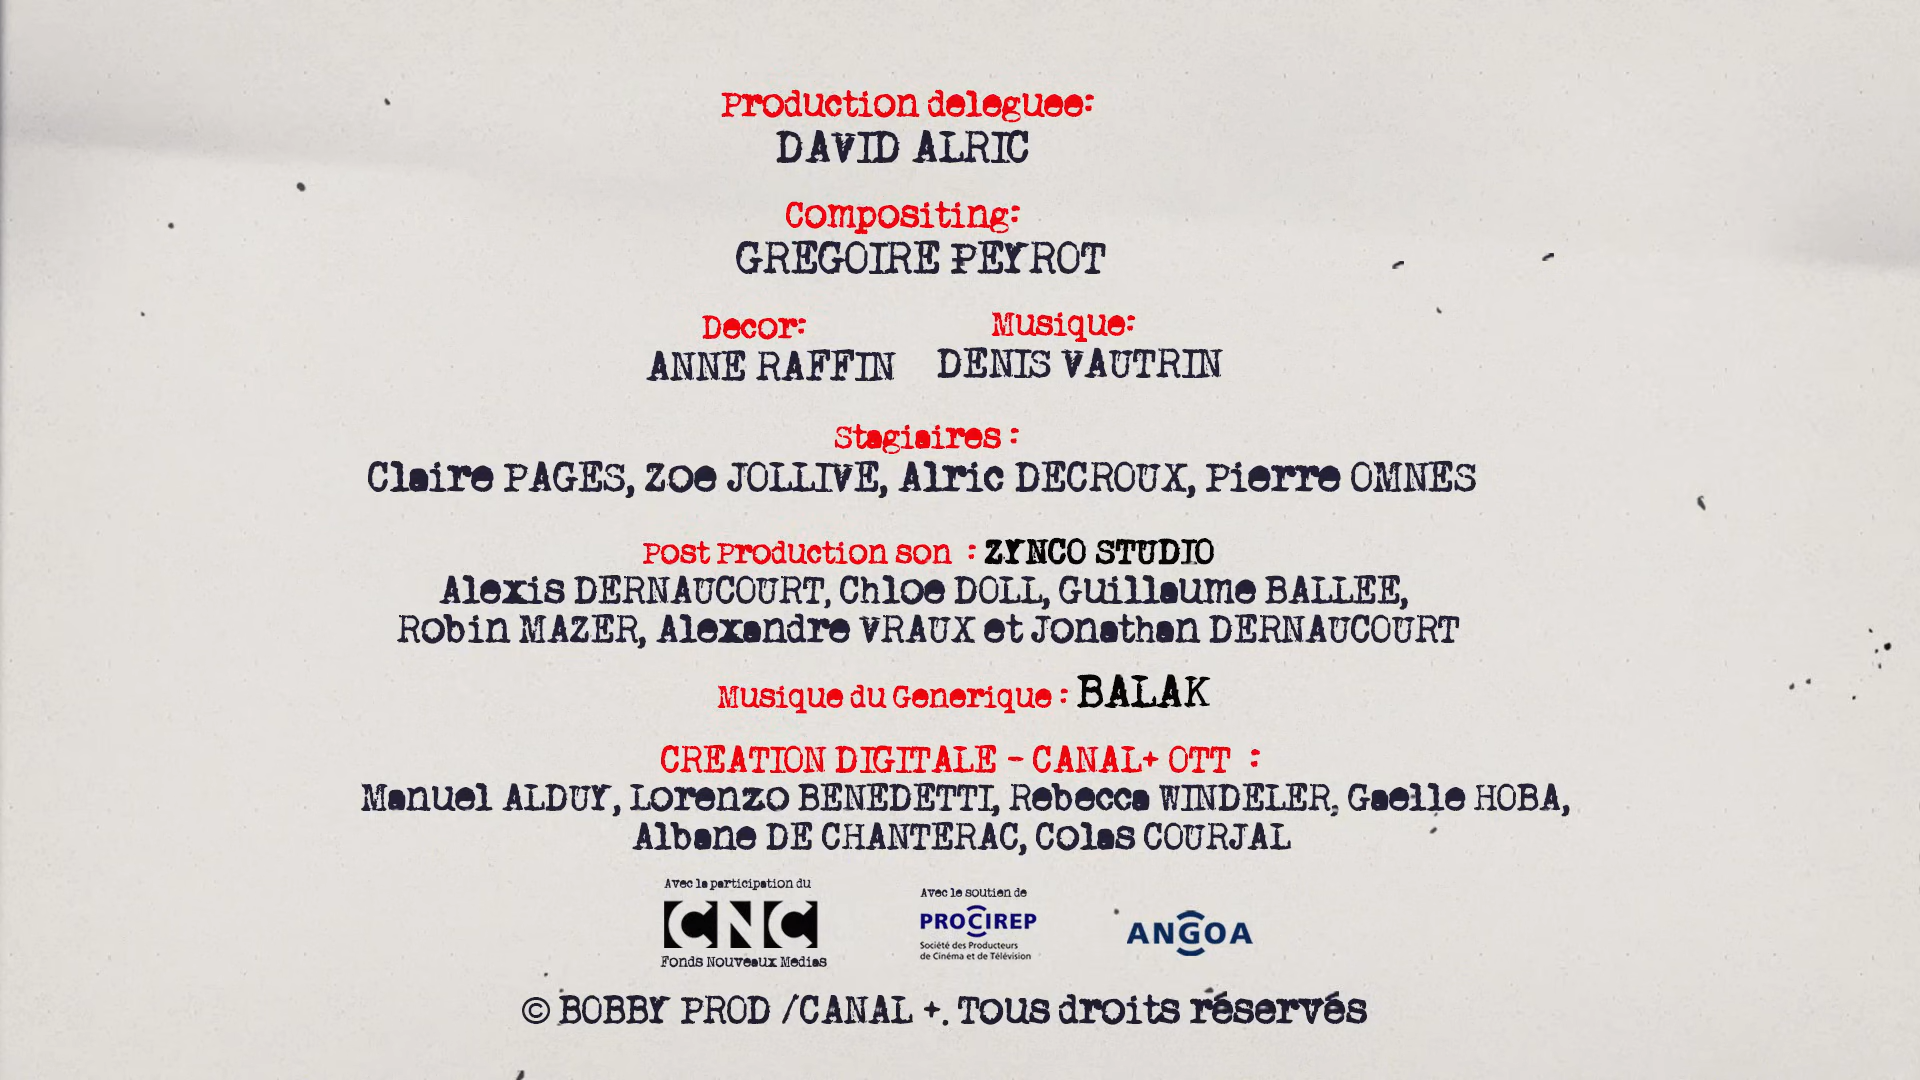 Production deleguee:
DAVID ALRIC
Compositing:
GREGOIRE PEYROT
Decor:
ANNE RAFFIN
Musique:
DENIS VAUTRIN
Stagiaires :
Claire PAGES, Zoe JOLLIVE, Alric DECROUX, Pierre OMNES
Post Production son : ZYNCO STUDIO
Alexis DERNAUCOURT, Chloe DOLL, Guillaume BALLEE,
Robin MAZER, Alexandre VRAUX et Jonathan DERNAUCOURT
Musique du Generique : BALAK
CREATION DIGITALE - CANAL+ OTT :
Manuel ALDUY, Lorenzo BENEDETTI, Rebecca WINDELER, Gaelle HOBA,
Albane DE CHANTERAC, Colas COURJAL
Avec la participation du
CNC
Fonds Nouveaux Medias
Avec le soutien de
PROCIREP
Société des Producteurs
de Cinéma et de Télévision
ANGOA
© BOBBY PROD /CANAL +. Tous droits réservés